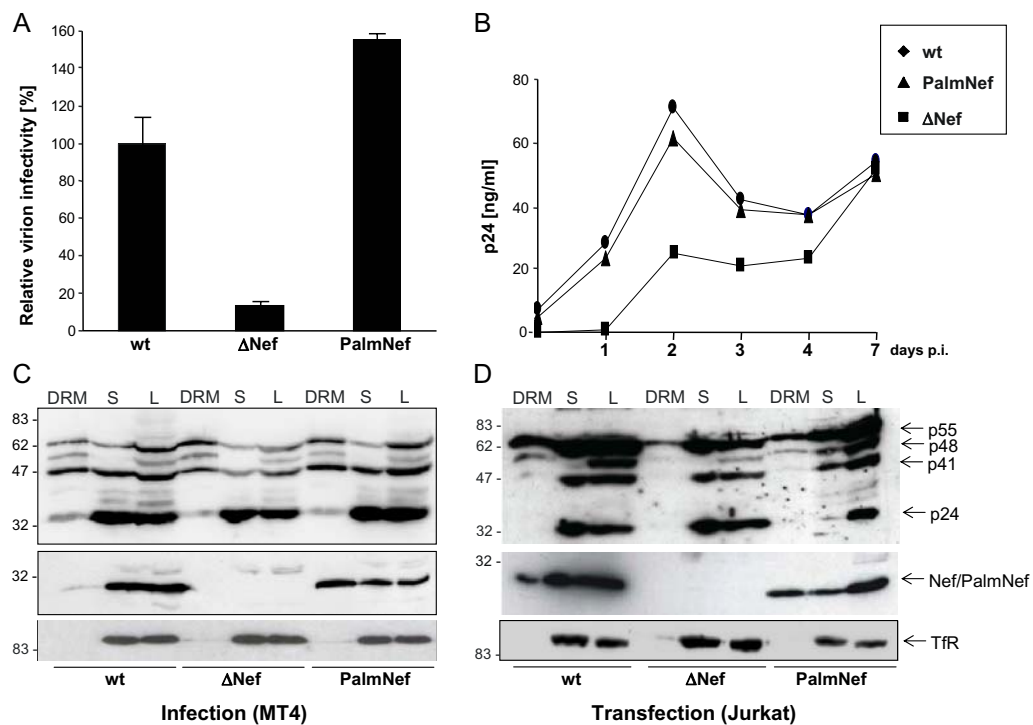 A
Relative virion infectivity [%]
160
140
120
100
80
60
40
20
0
wt
ΔNef
PalmNef
B
wt
PalmNef
ΔNef
p24 [ng/ml]
80
60
40
20
0
1
2
3
4
7
days p.i.
C
DRM S L DRM S L DRM S L
83
62
47
32
32
83
wt
ΔNef
PalmNef
Infection (MT4)
D
DRM S L DRM S L DRM S L
83
62
47
32
32
83
p55
p48
p41
p24
Nef/PalmNef
TfR
wt
ΔNef
PalmNef
Transfection (Jurkat)